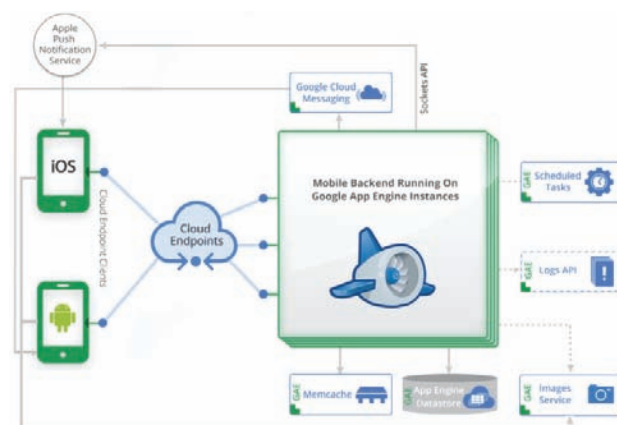 Apple
Push
Notification
Service
Google Cloud
Messaging
Sockets API
iOS
Cloud Endpoint Clients
Cloud
Endpoints
Mobile Backend Running On
Google App Engine Instances
GAE
Scheduled
Tasks
GAE
Logs API
GAE
Memcache
GAE
App Engine
Datastore
GAE
Images
Service